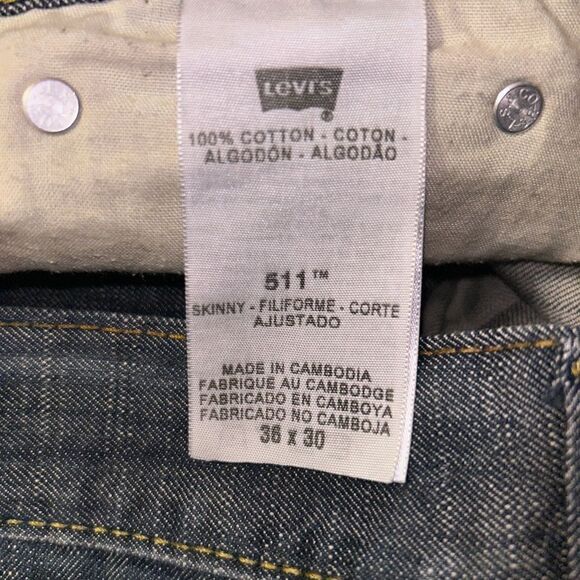 Levi's
®
100% COTTON - COTON -
ALGODÓN - ALGODÃO
511™
SKINNY - FILIFORME - CORTE
AJUSTADO
MADE IN CAMBODIA
FABRIQUÉ AU CAMBODGE
FABRICADO EN CAMBOYA
FABRICADO NO CAMBOJA
36 x 30